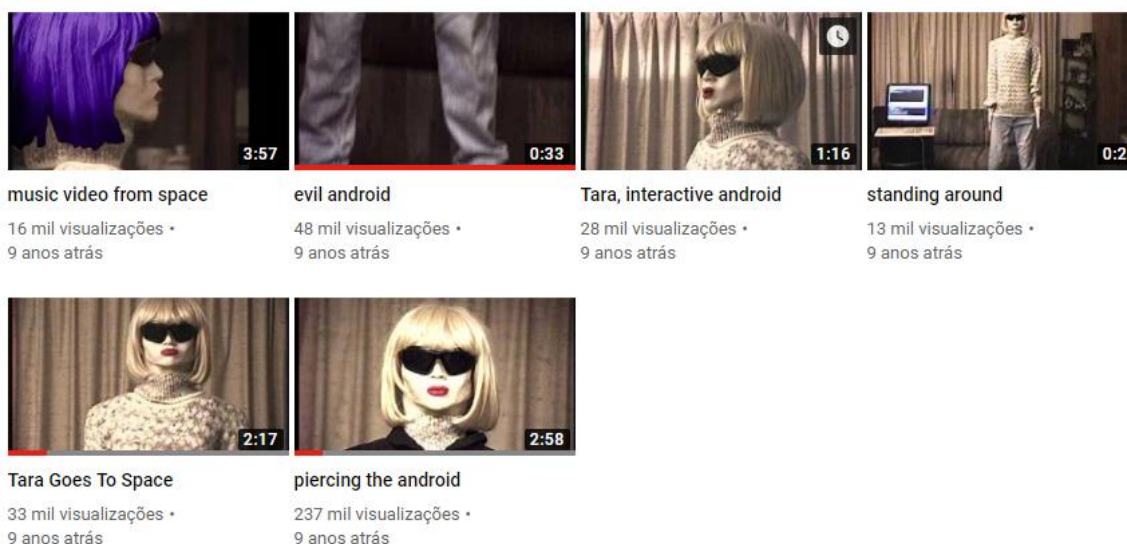 3:57
0:33
1:16
music video from space
evil android
Tara, interactive android
standing around
16 mil visualizações •
48 mil visualizações •
28 mil visualizações •
13 mil visualizações •
9 anos atrás
9 anos atrás
9 anos atrás
9 anos atrás
2:17
2:58
Tara Goes To Space
piercing the android
33 mil visualizações •
237 mil visualizações •
9 anos atrás
9 anos atrás